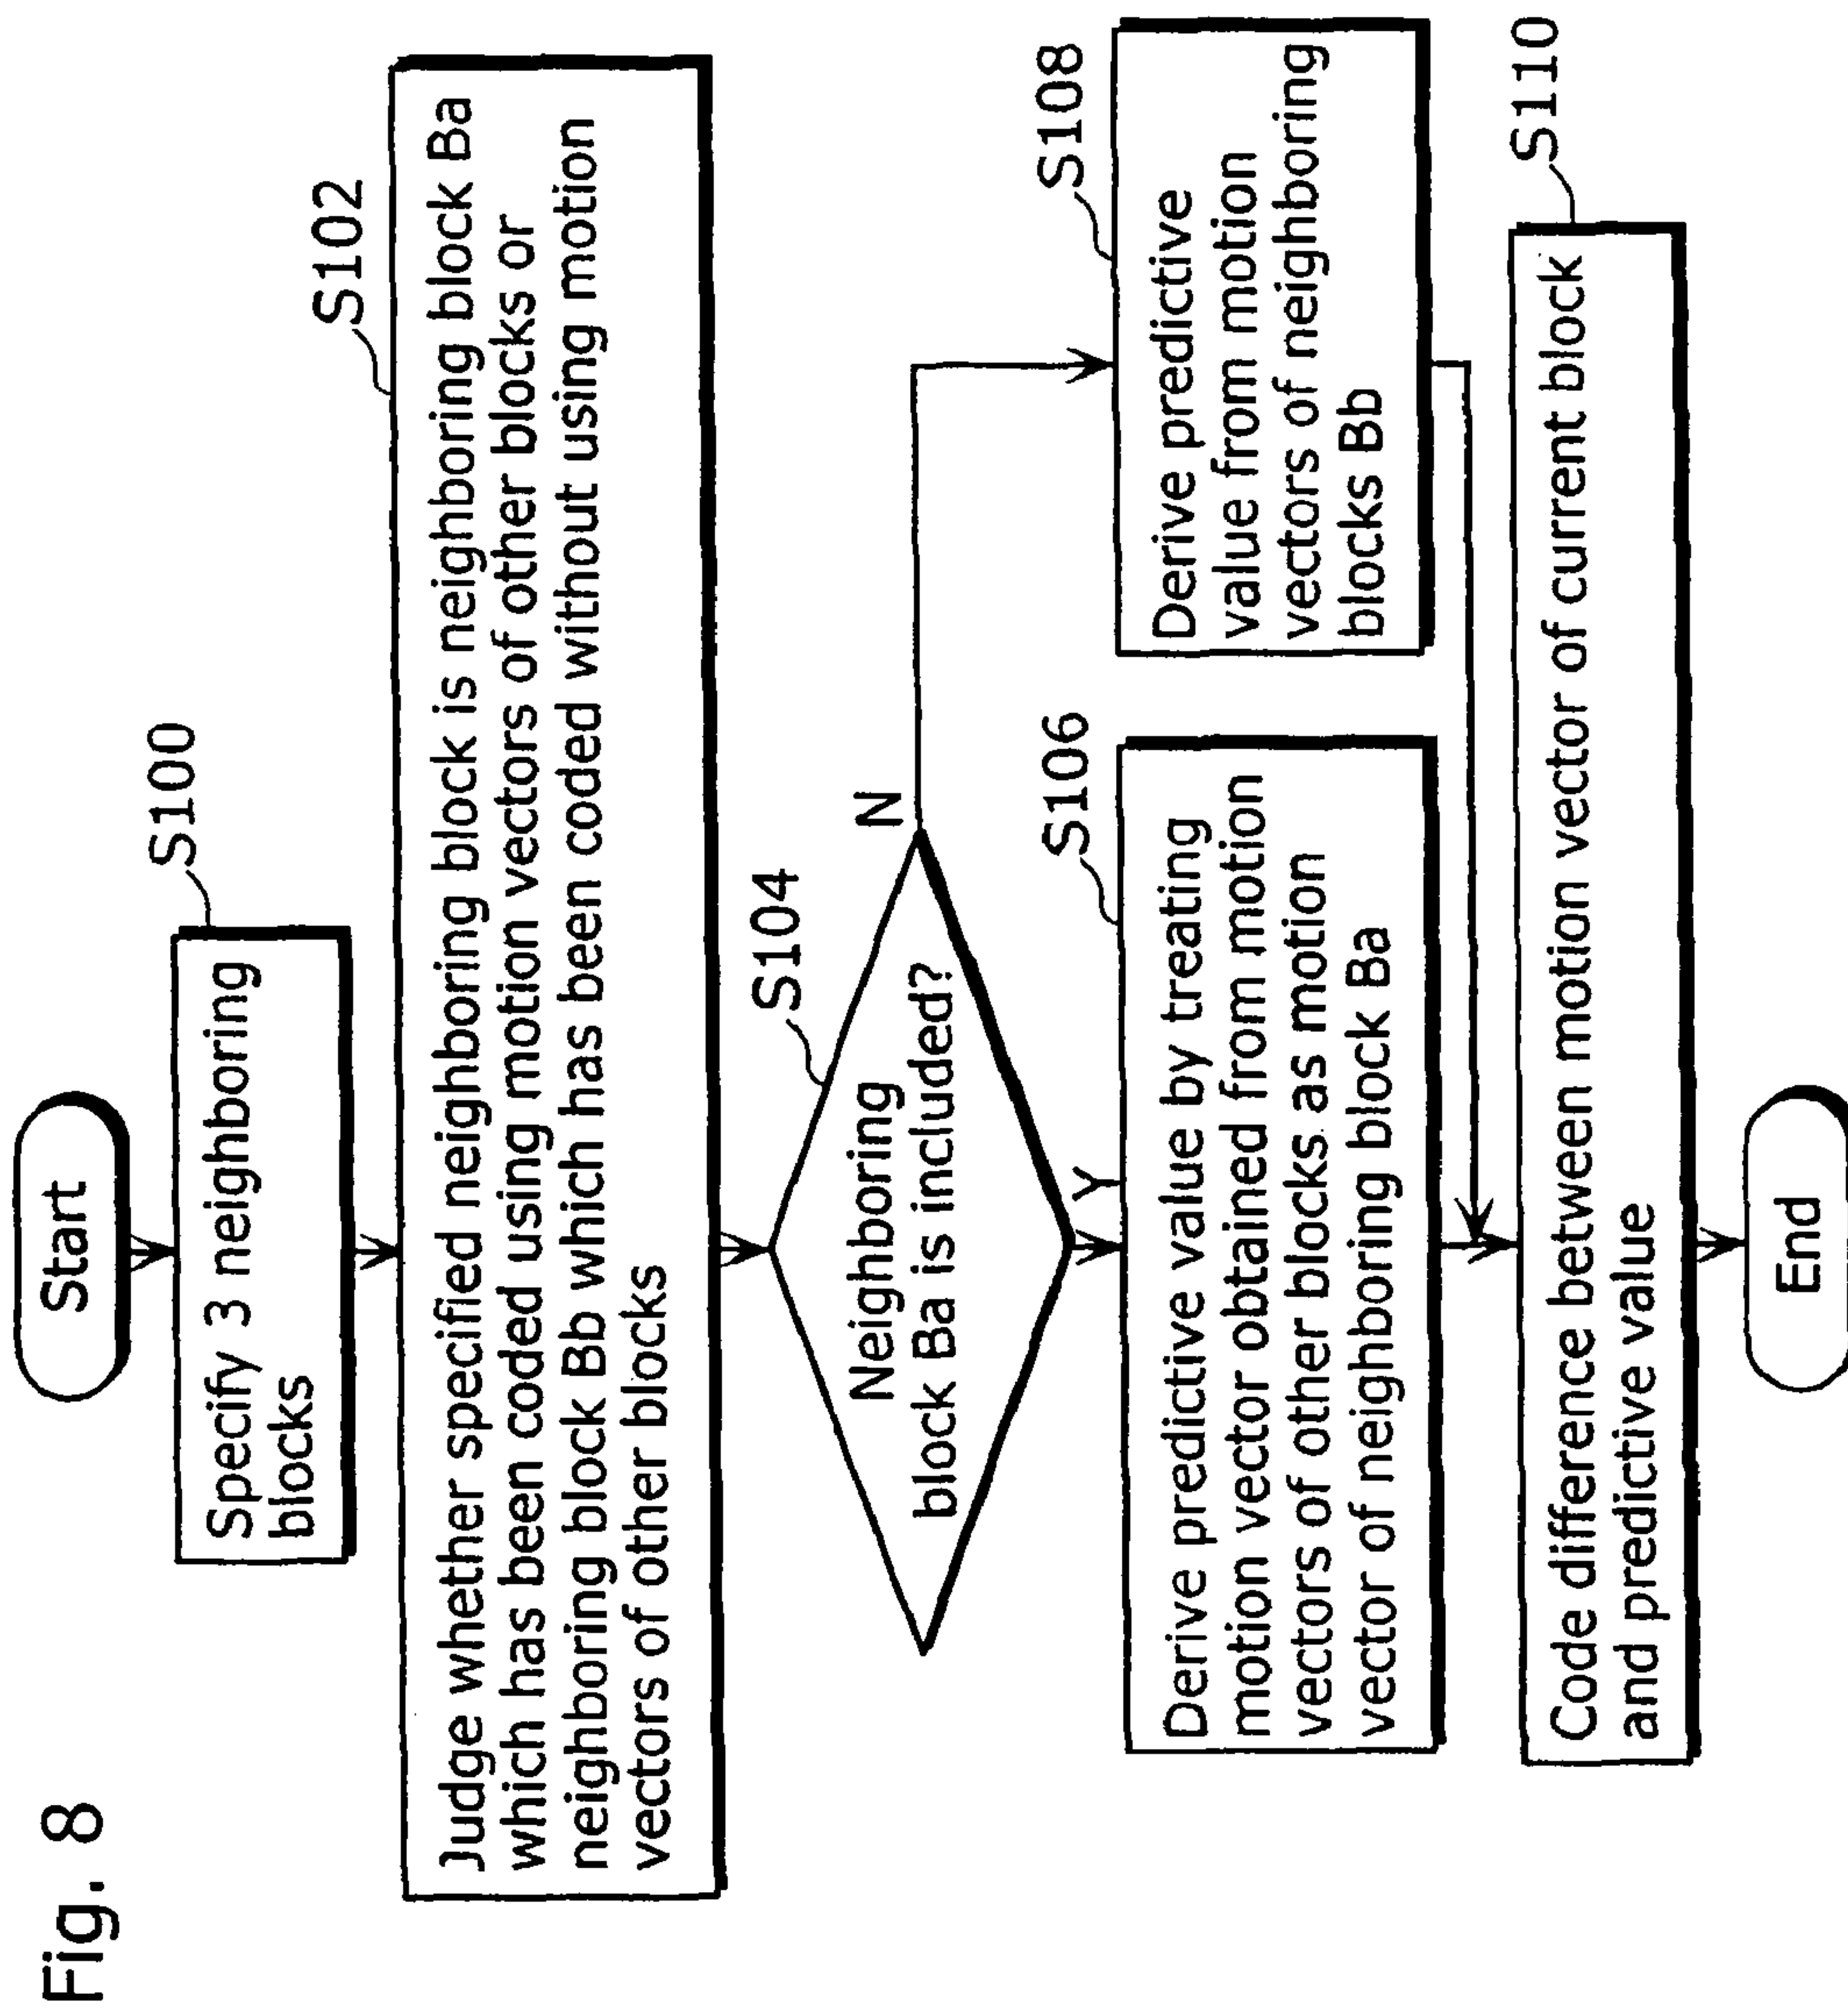 Fig. 8
Start
S100
Specify 3 neighboring
blocks
S102
Judge whether specified neighboring block is neighboring block Ba
which has been coded using motion vectors of other blocks or
neighboring block Bb which has been coded without using motion
vectors of other blocks
S104
Neighboring
block Ba is included?
N
Y
S106
Derive predictive value by treating
motion vector obtained from motion
vectors of other blocks as motion
vector of neighboring block Ba
S108
Derive predictive
value from motion
vectors of neighboring
blocks Bb
S110
Code difference between motion vector of current block
and predictive value
End